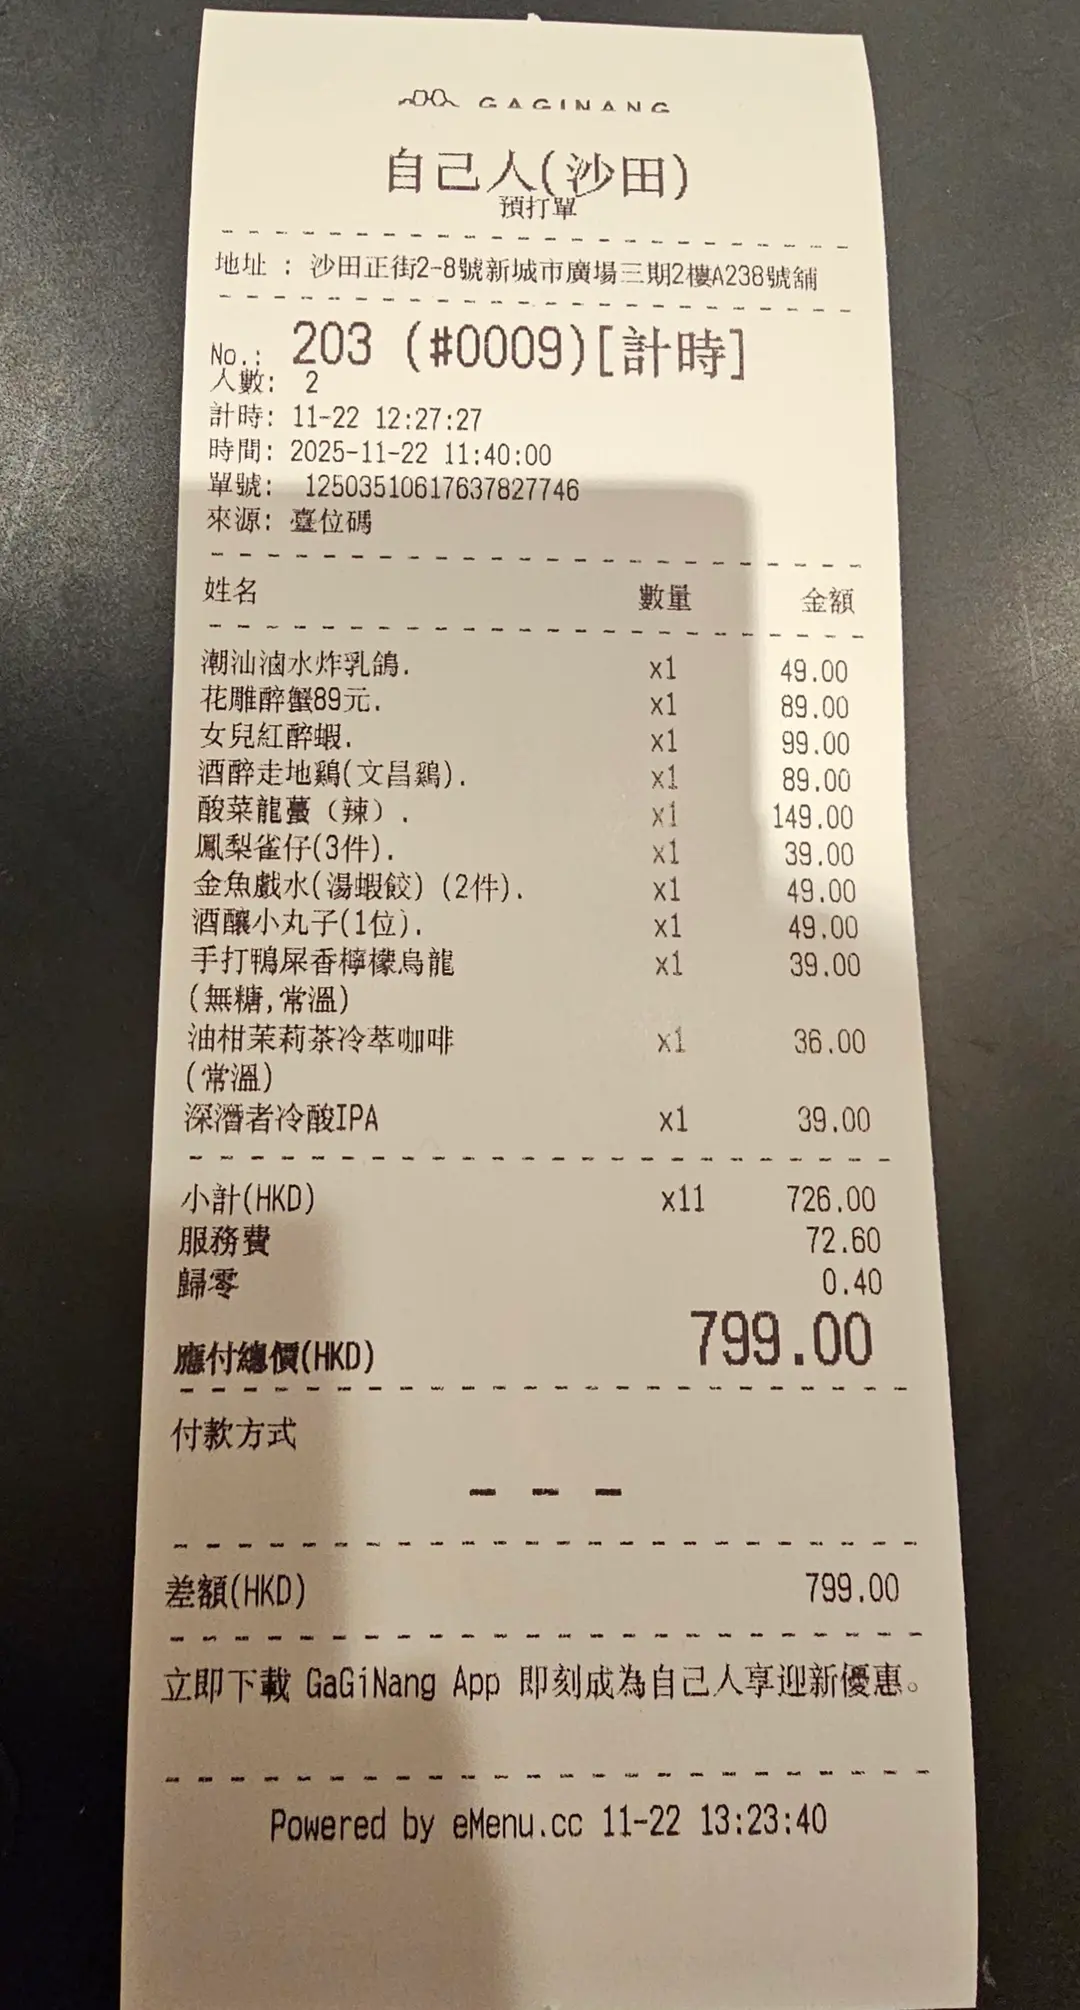 GAGINANG
自己人(沙田)
預打單
地址 : 沙田正街2-8號新城市廣場三期2樓A238號舖
No.: 203 (#0009)[計時]
人數: 2
計時: 11-22 12:27:27
時間: 2025-11-22 11:40:00
單號: 12503510617637827746
來源: 臺位碼
姓名 數量 金額
潮汕滷水炸乳鴿. x1 49.00
花雕醉蟹89元. x1 89.00
女兒紅醉蝦. x1 99.00
酒醉走地鷄(文昌鷄). x1 89.00
酸菜龍躉（辣）. x1 149.00
鳳梨雀仔(3件). x1 39.00
金魚戲水(湯蝦餃) (2件). x1 49.00
酒釀小丸子(1位). x1 49.00
手打鴨屎香檸檬烏龍 x1 39.00
(無糖,常溫)
油柑茉莉茶冷萃咖啡 x1 36.00
(常溫)
深潛者冷酸IPA x1 39.00
小計(HKD) x11 726.00
服務費 72.60
歸零 0.40
應付總價(HKD) 799.00
付款方式
---
差額(HKD) 799.00
立即下載 GaGiNang App 即刻成為自己人享迎新優惠。
Powered by eMenu.cc 11-22 13:23:40